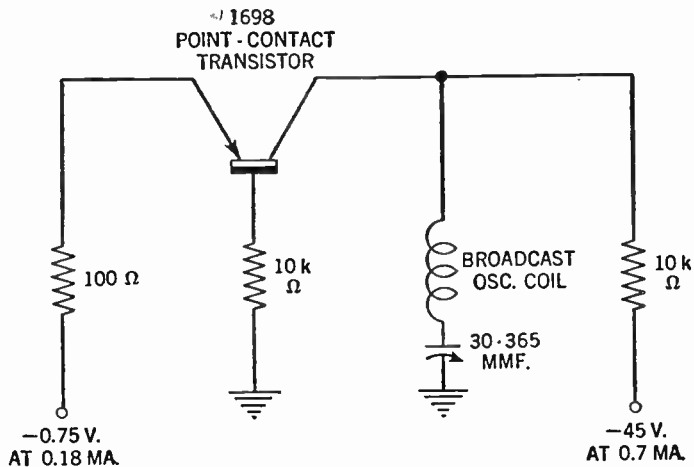 1698
POINT-CONTACT
TRANSISTOR
100 Ω
10 k
Ω
BROADCAST
OSC. COIL
30-365
MMF.
10 k
Ω
−0.75 V.
AT 0.18 MA.
−45 V.
AT 0.7 MA.